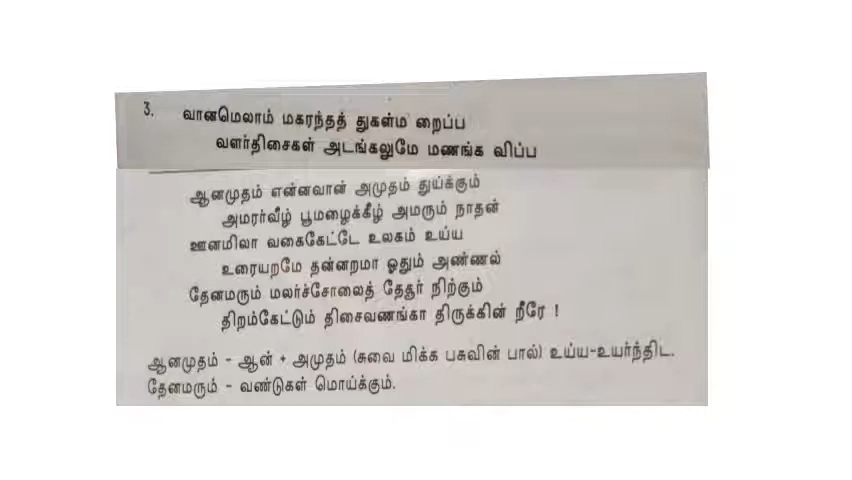 3. வானமெலாம் மகரந்தத் துகள்ம றைப்ப
வளர்திசைகள் அடங்கலுமே மணங்க விப்ப
ஆனமுதம் என்னவான் அமுதம் துய்க்கும்
அமரர்வீழ் பூமழைக்கீழ் அமரும் நாதன்
ஊனமிலா வகைகேட்டே உலகம் உய்ய
உரையறமே தன்னறமா ஓதும் அண்ணல்
தேனமரும் மலர்ச்சோலைத் தேதூர் நிற்கும்
திறம்கேட்டும் திசைவணங்கா திருக்கின் றீரே !
ஆனமுதம் - ஆன் + அமுதம் (சுவை மிக்க பசுவின் பால்) உய்ய-உயர்ந்திட.
தேனமரும் - வண்டுகள் மொய்க்கும்.